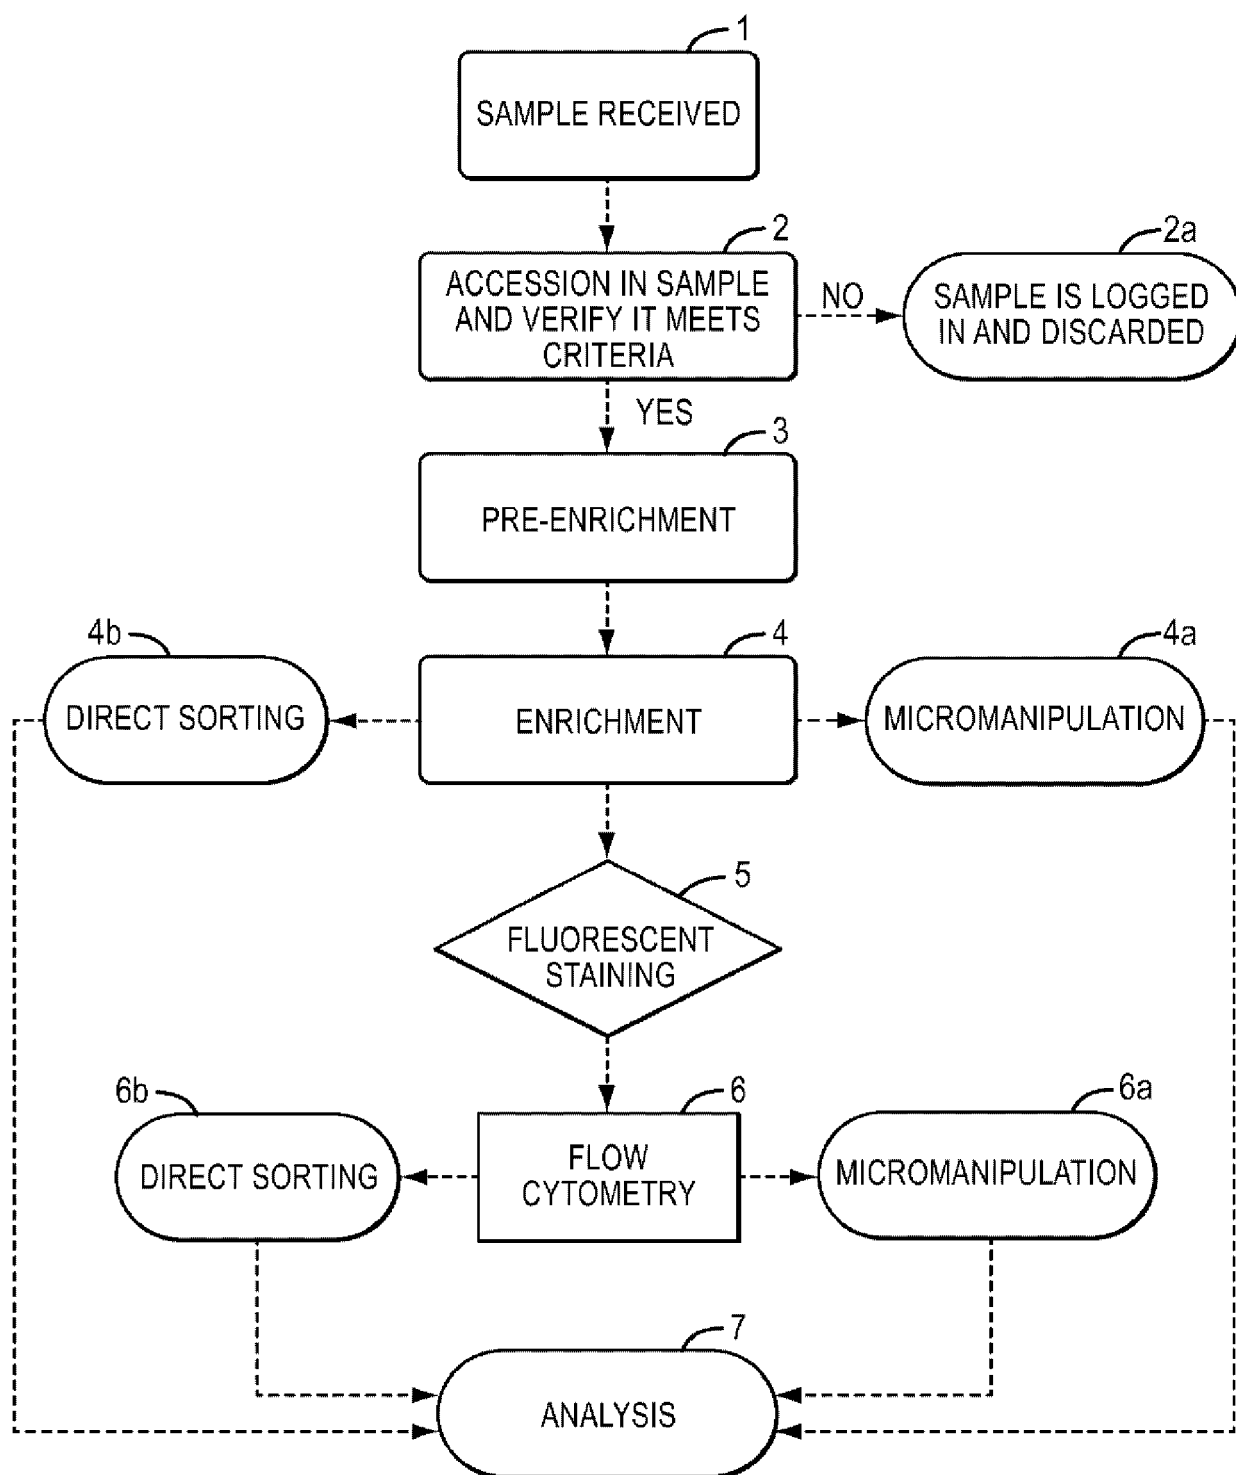 1
SAMPLE RECEIVED
2
ACCESSION IN SAMPLE
AND VERIFY IT MEETS
CRITERIA
NO
2a
SAMPLE IS LOGGED
IN AND DISCARDED
YES
3
PRE-ENRICHMENT
4b
DIRECT SORTING
4
ENRICHMENT
4a
MICROMANIPULATION
5
FLUORESCENT
STAINING
6b
DIRECT SORTING
6
FLOW
CYTOMETRY
6a
MICROMANIPULATION
7
ANALYSIS